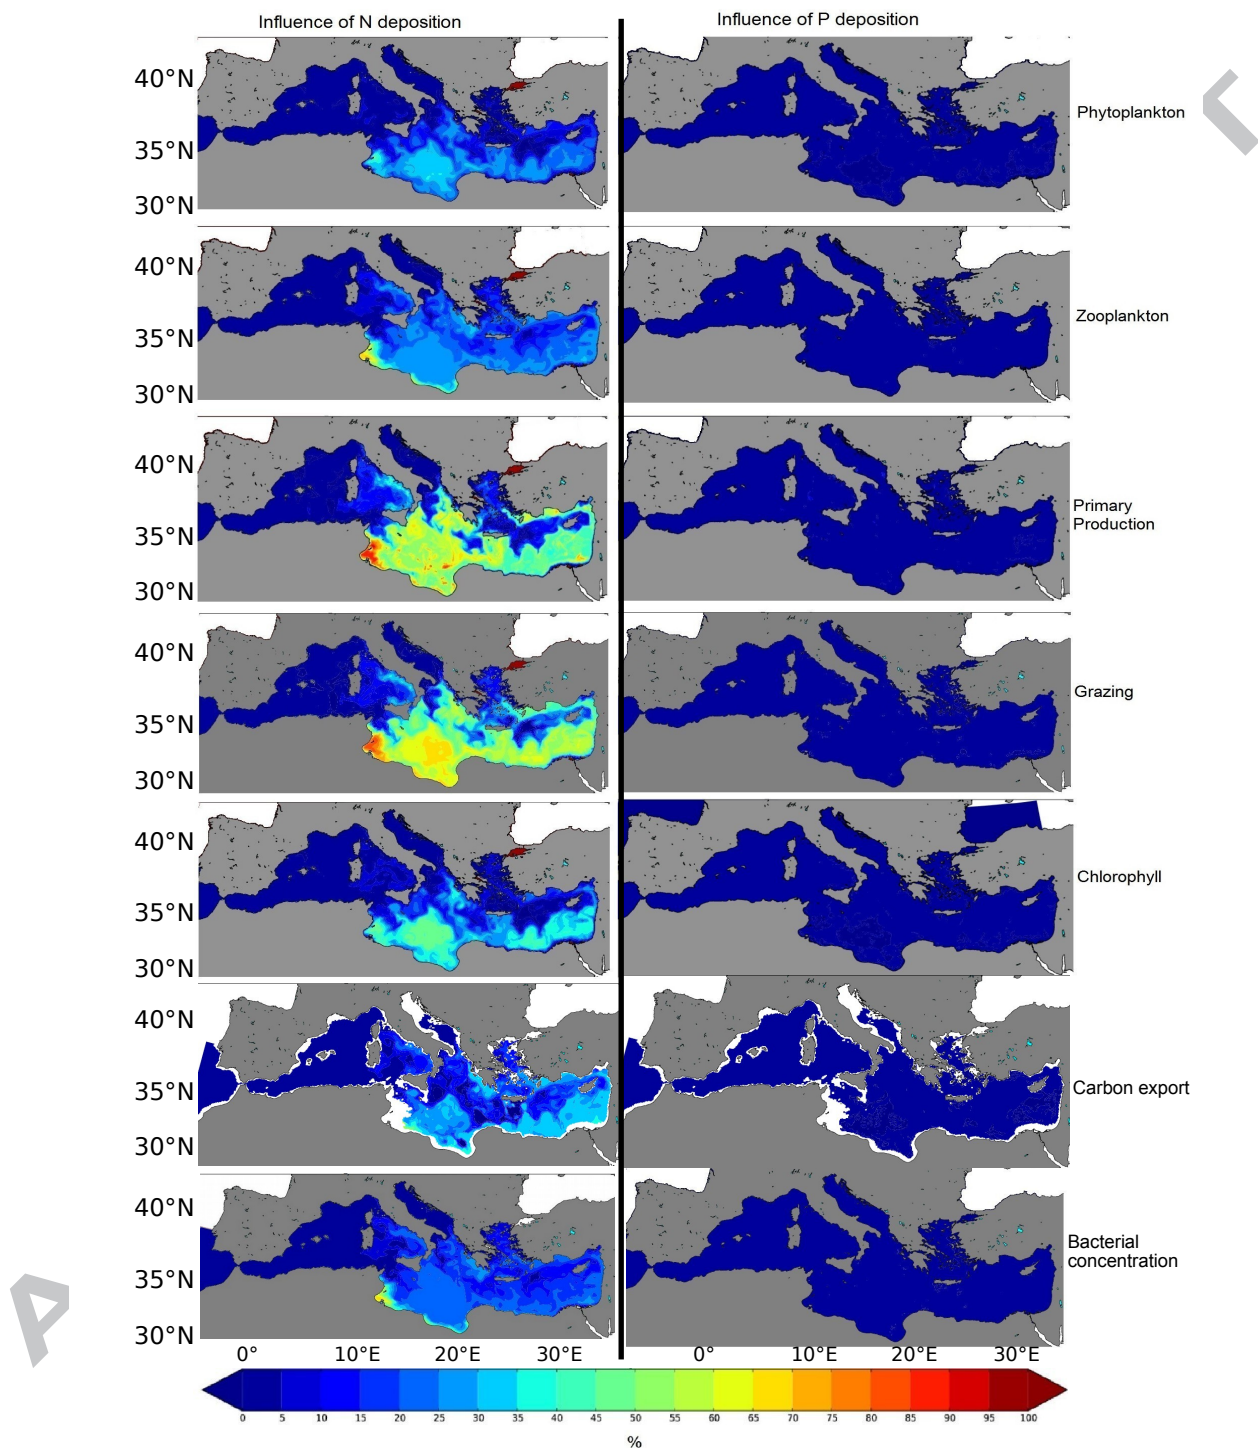 Influence of N deposition
Influence of P deposition
40°N
35°N
30°N
Phytoplankton
40°N
35°N
30°N
Zooplankton
40°N
35°N
30°N
Primary
Production
40°N
35°N
30°N
Grazing
40°N
35°N
30°N
Chlorophyll
40°N
35°N
30°N
Carbon export
40°N
35°N
30°N
Bacterial
concentration
0° 10°E 20°E 30°E
0° 10°E 20°E 30°E
0 5 10 15 20 25 30 35 40 45 50 55 60 65 70 75 80 85 90 95 100
%
A